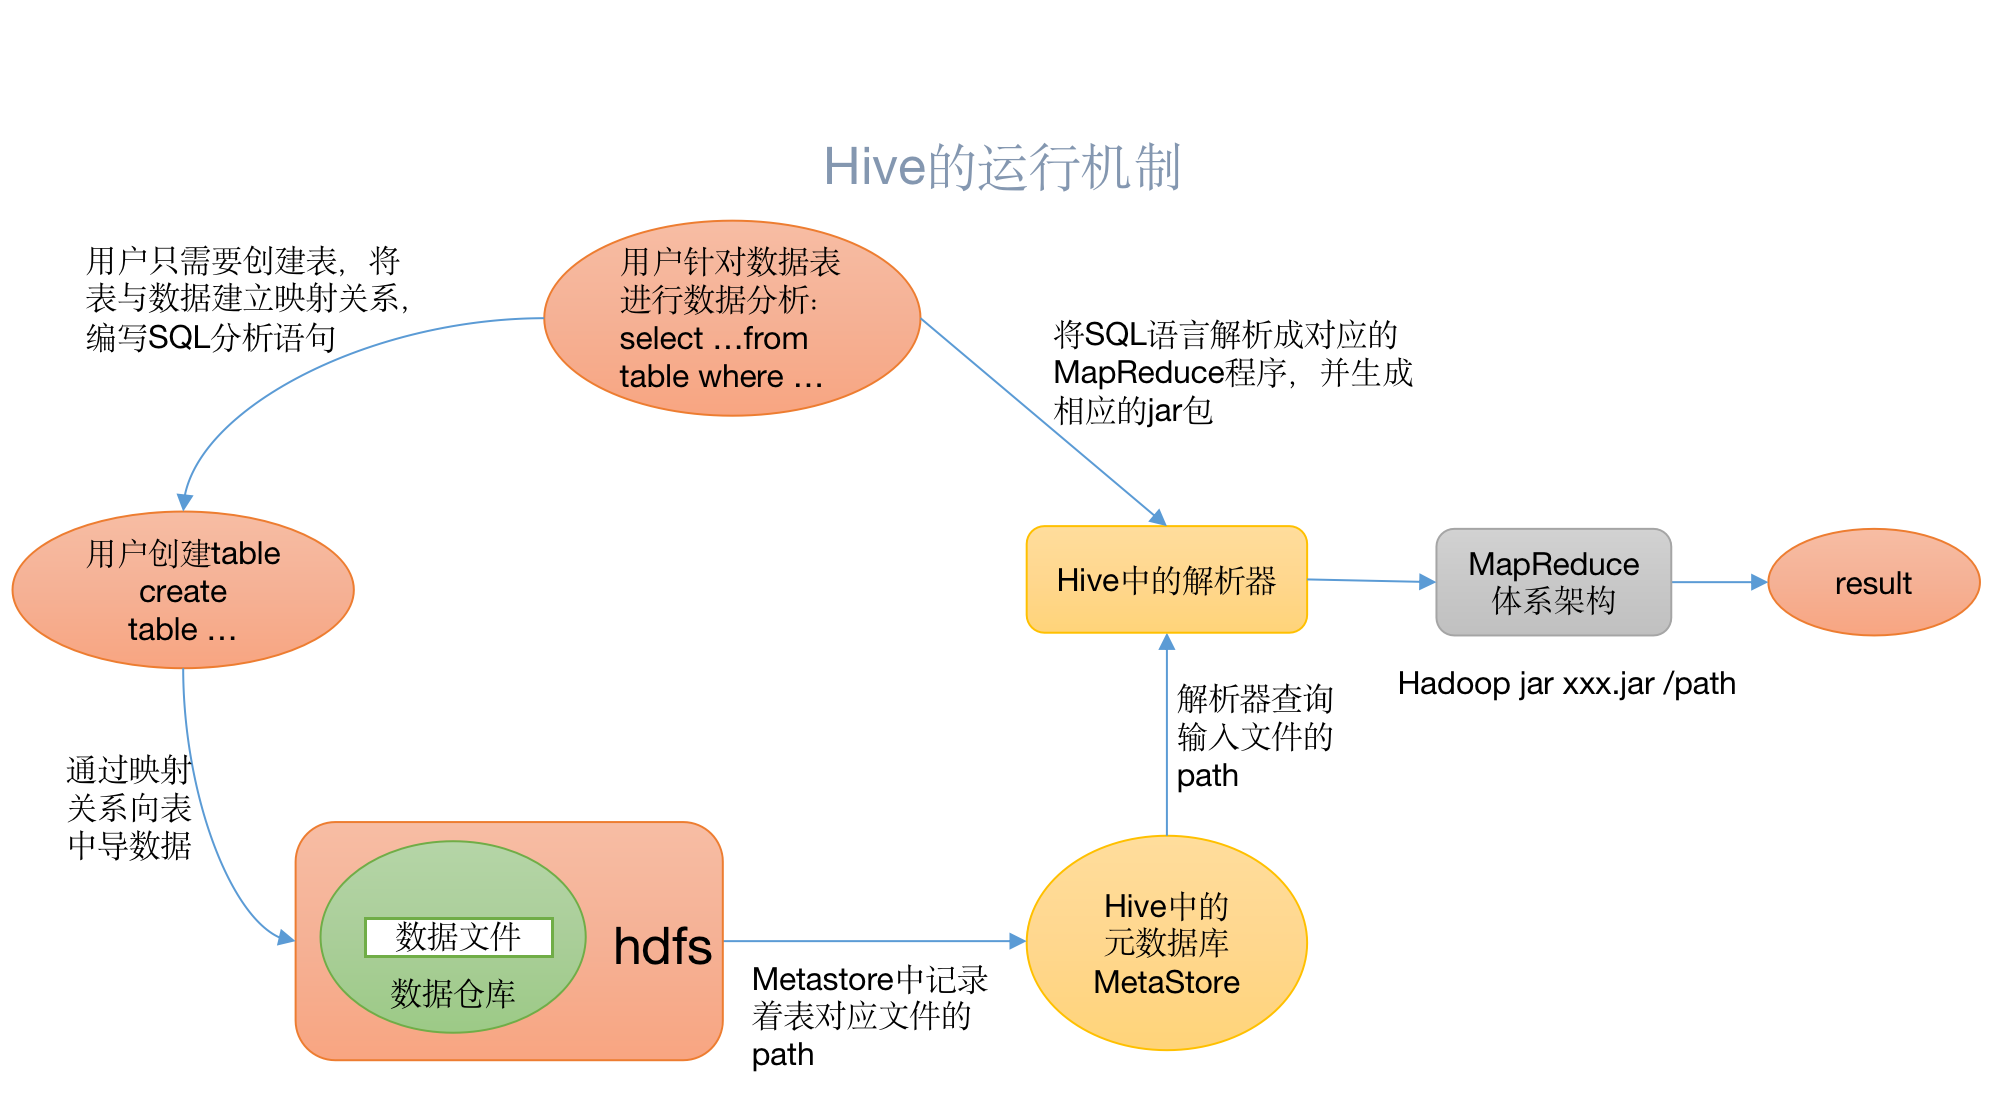 Hive的运行机制
用户只需要创建表，将
表与数据建立映射关系，
编写SQL分析语句
用户针对数据表
进行数据分析：
select …from
table where …
将SQL语言解析成对应的
MapReduce程序，并生成
相应的jar包
用户创建table
create
table …
Hive中的解析器
MapReduce
体系架构
result
Hadoop jar xxx.jar /path
解析器查询
输入文件的
path
通过映射
关系向表
中导数据
数据文件
数据仓库
hdfs
Metastore中记录
着表对应文件的
path
Hive中的
元数据库
MetaStore